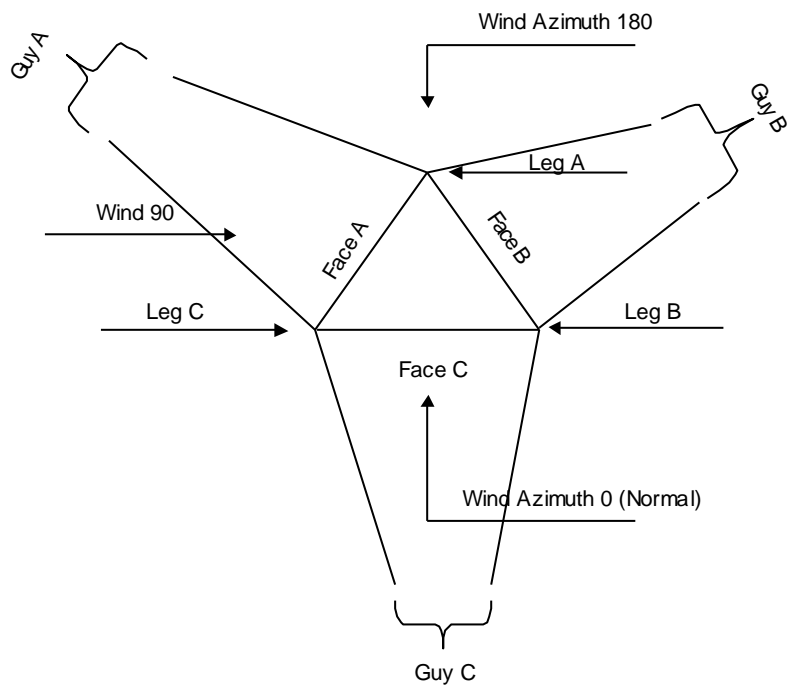 Wind Azimuth 180
Guy A
Guy B
Leg A
Wind 90
Face A
Face B
Leg C
Leg B
Face C
Wind Azimuth 0 (Normal)
Guy C